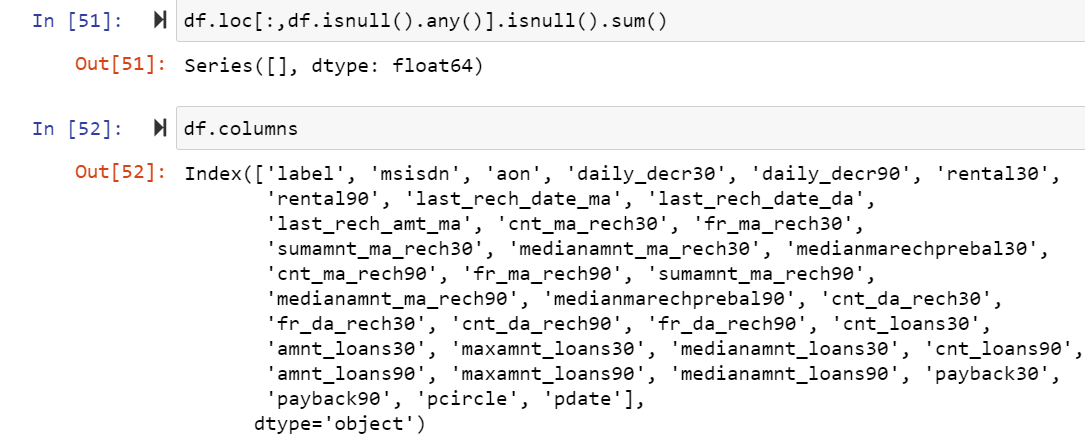 In [51]: df.loc[:,df.isnull().any()].isnull().sum()
Out[51]: Series([], dtype: float64)
In [52]: df.columns
Out[52]: Index(['label', 'msisdn', 'aon', 'daily_decr30', 'daily_decr90', 'rental30',
'rental90', 'last_rech_date_ma', 'last_rech_date_da',
'last_rech_amt_ma', 'cnt_ma_rech30', 'fr_ma_rech30',
'sumamnt_ma_rech30', 'medianamnt_ma_rech30', 'medianmarechprebal30',
'cnt_ma_rech90', 'fr_ma_rech90', 'sumamnt_ma_rech90',
'medianamnt_ma_rech90', 'medianmarechprebal90', 'cnt_da_rech30',
'fr_da_rech30', 'cnt_da_rech90', 'fr_da_rech90', 'cnt_loans30',
'amnt_loans30', 'maxamnt_loans30', 'medianamnt_loans30', 'cnt_loans90',
'amnt_loans90', 'maxamnt_loans90', 'medianamnt_loans90', 'payback30',
'payback90', 'pcircle', 'pdate'],
dtype='object')